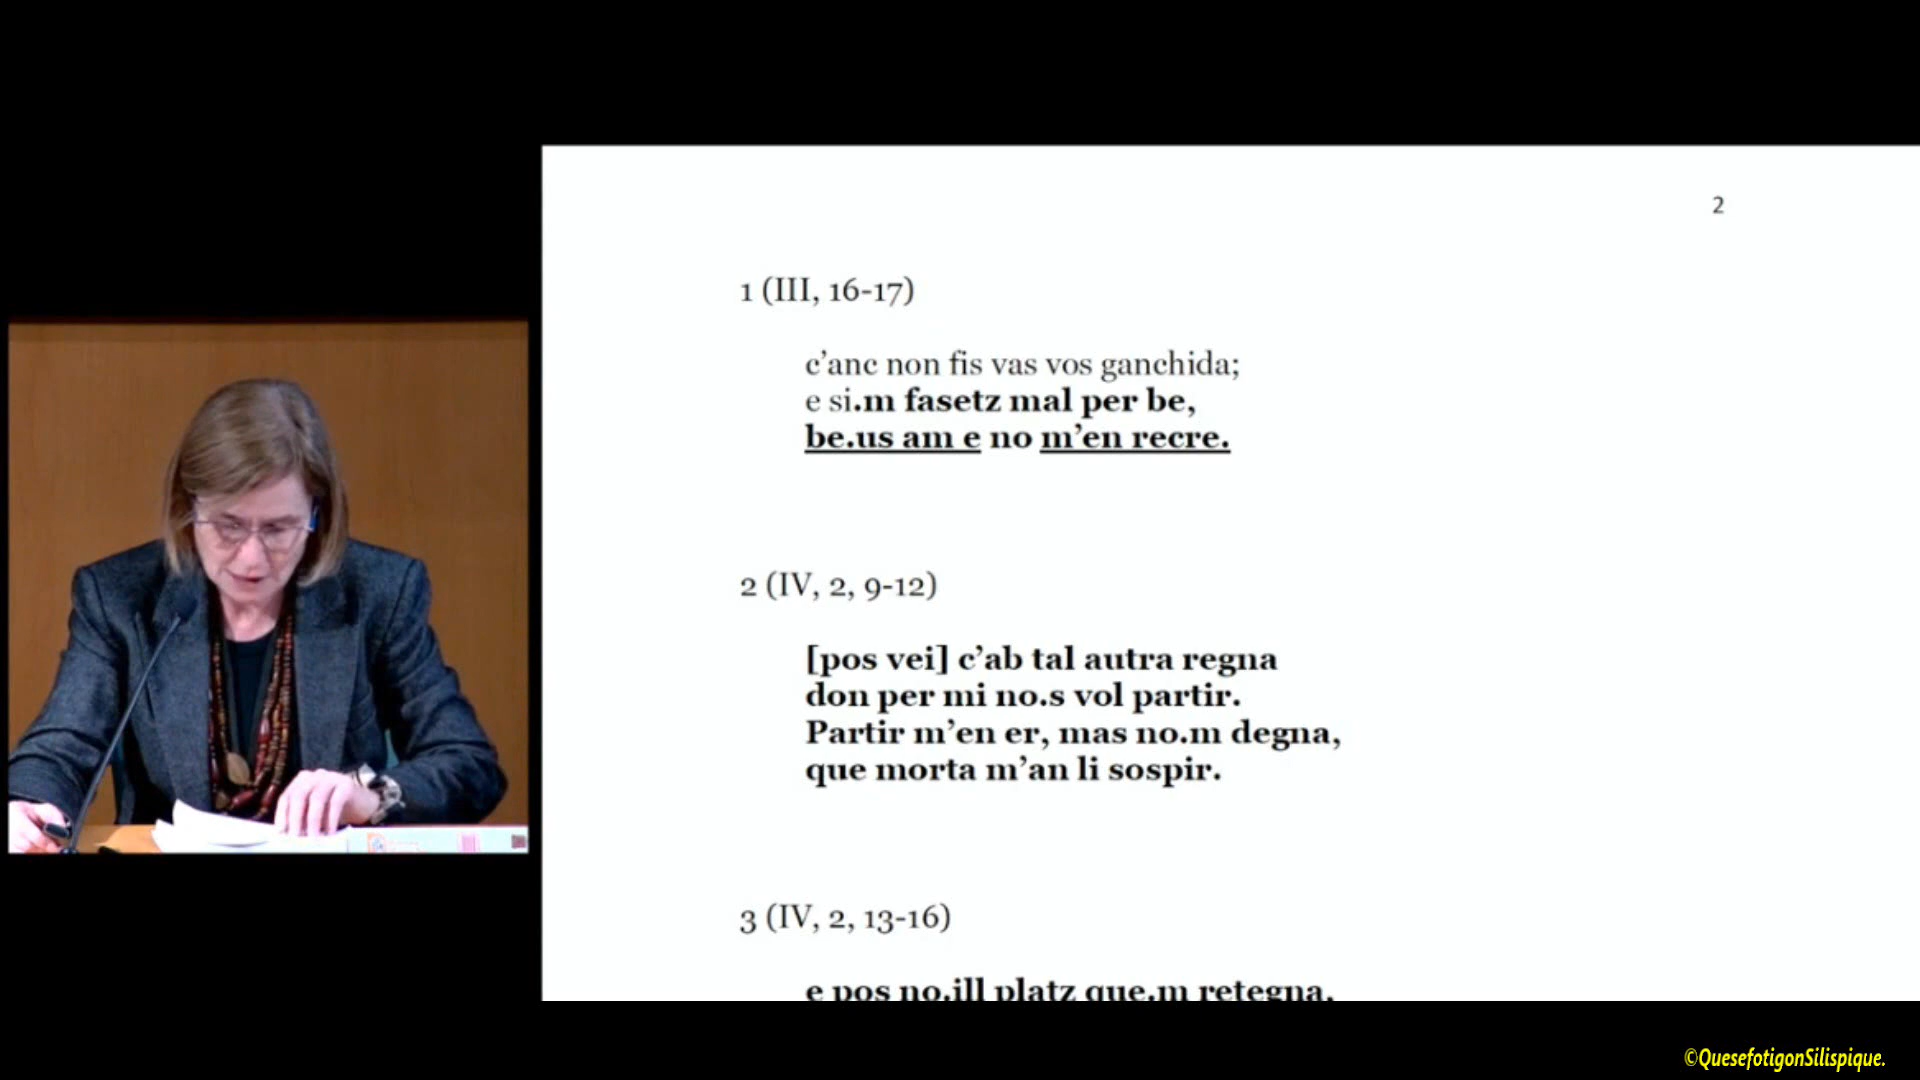 2
1 (III, 16-17)
c’anc non fis vas vos ganchida;
e si.m fasetz mal per be,
be.us am e no m’en recre.
2 (IV, 2, 9-12)
[pos vei] c’ab tal autra regna
don per mi no.s vol partir.
Partir m’en er, mas no.m degna,
que morta m’an li sospir.
3 (IV, 2, 13-16)
e pos no.ill platz que.m retegna,
©QuesefotigonSilispique.